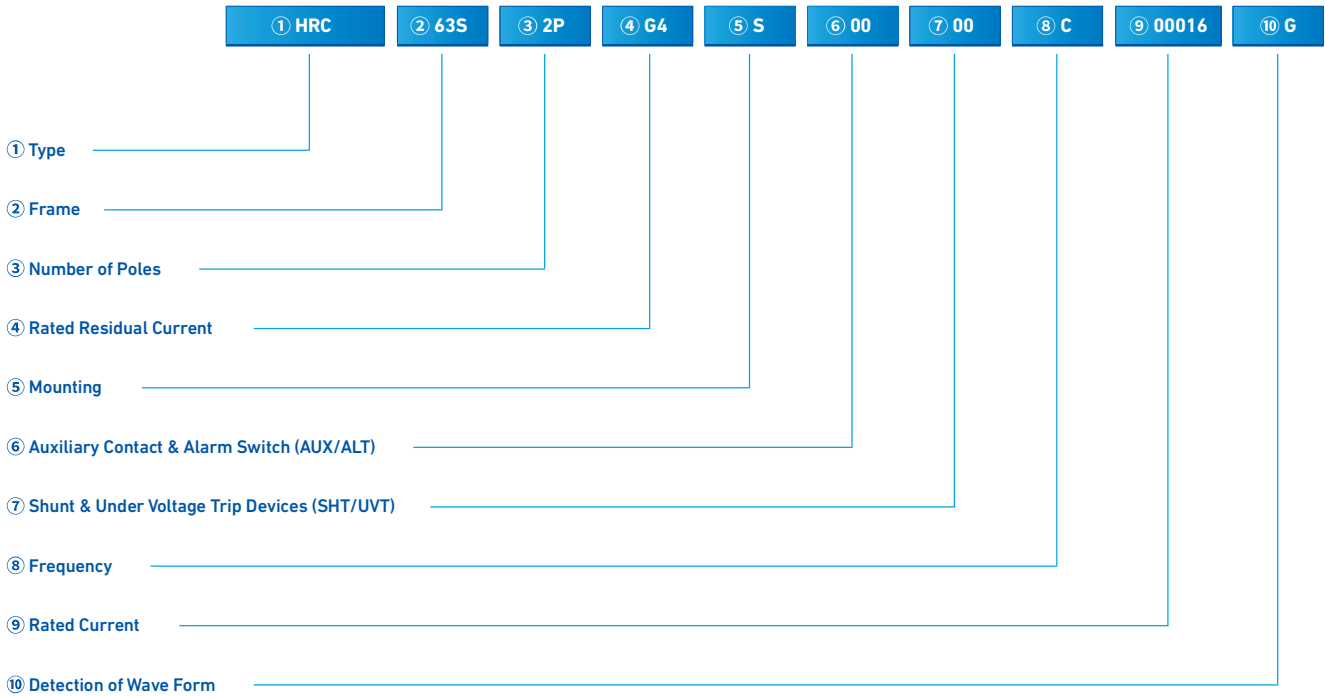 ① HRC ② 63S ③ 2P ④ G4 ⑤ S ⑥ 00 ⑦ 00 ⑧ C ⑨ 00016 ⑩ G
① Type
② Frame
③ Number of Poles
④ Rated Residual Current
⑤ Mounting
⑥ Auxiliary Contact & Alarm Switch (AUX/ALT)
⑦ Shunt & Under Voltage Trip Devices (SHT/UVT)
⑧ Frequency
⑨ Rated Current
⑩ Detection of Wave Form